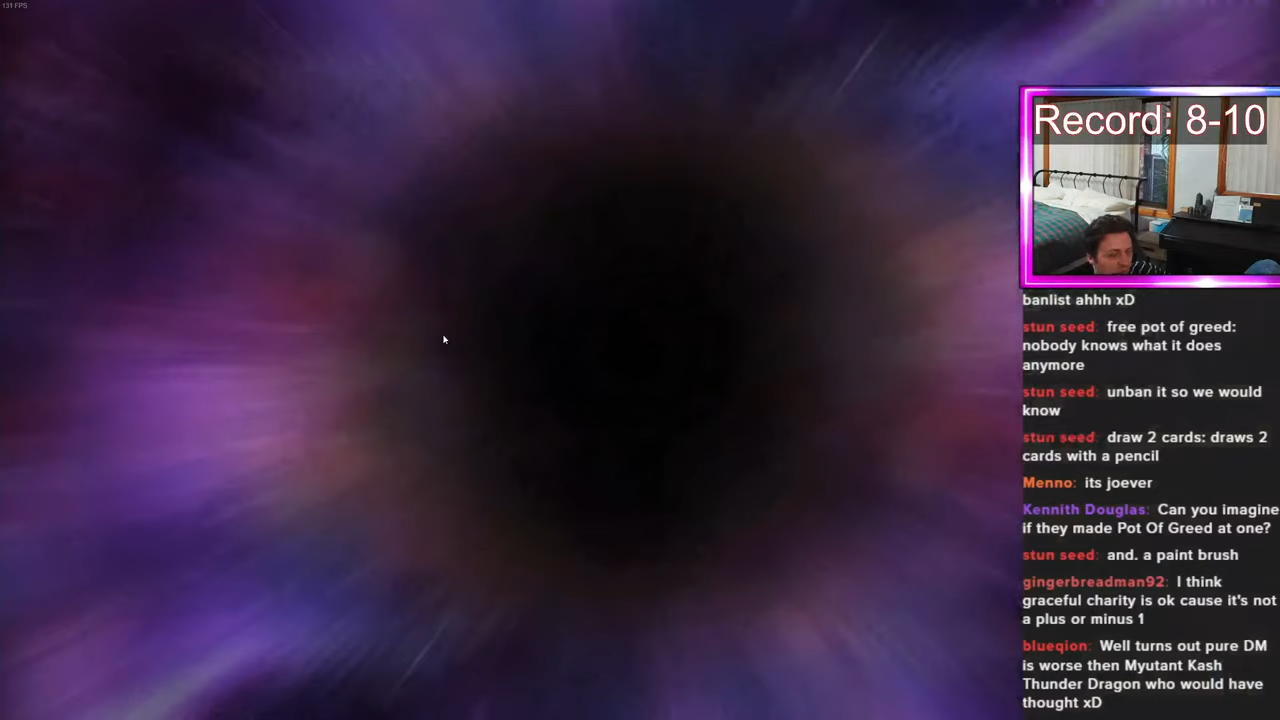 131 FPS
Record: 8-10
banlist ahhh xD
stun seed: free pot of greed:
nobody knows what it does
anymore
stun seed: unban it so we would
know
stun seed: draw 2 cards: draws 2
cards with a pencil
Menno: its joever
Kennith Douglas: Can you imagine
if they made Pot Of Greed at one?
stun seed: and. a paint brush
gingerbreadman92: I think
graceful charity is ok cause it's not
a plus or minus 1
blueqion: Well turns out pure DM
is worse then Myutant Kash
Thunder Dragon who would have
thought xD